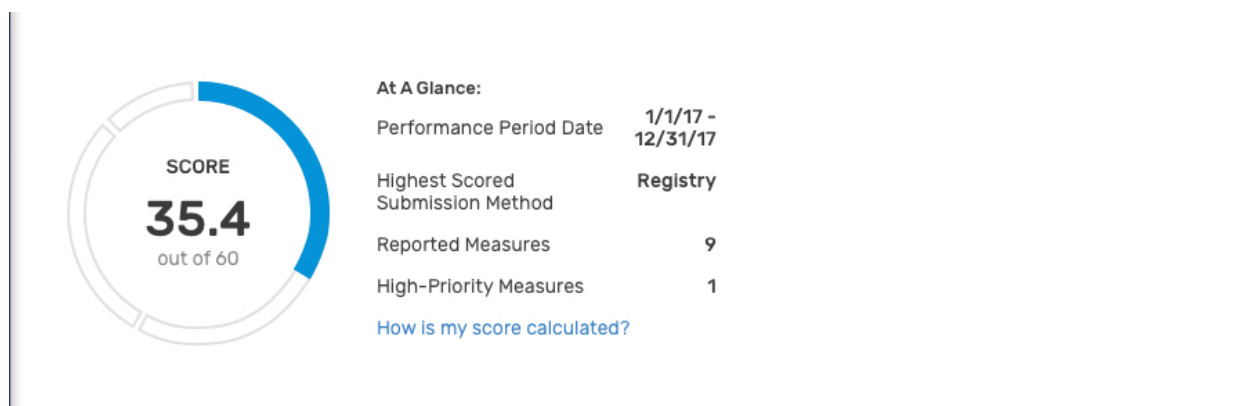 SCORE
35.4
out of 60
At A Glance:
Performance Period Date 1/1/17 -
12/31/17
Highest Scored Registry
Submission Method
Reported Measures 9
High-Priority Measures 1
How is my score calculated?